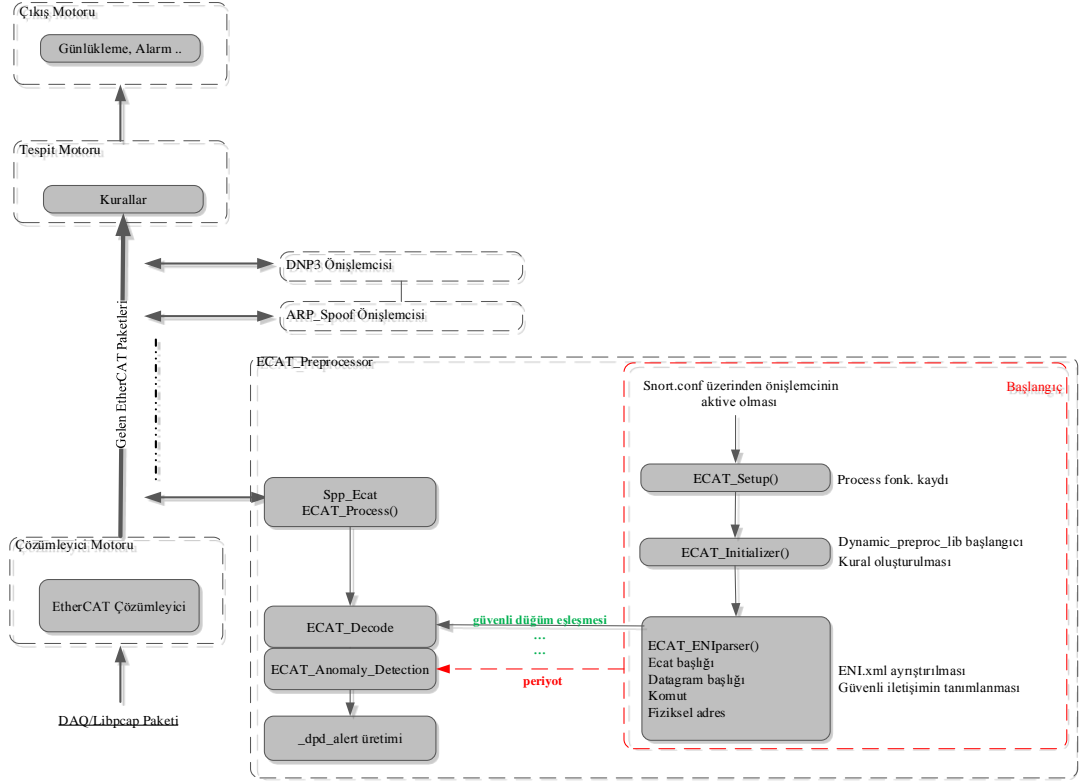 Çıkış Motoru
Günlükleme, Alarm ..
Tespit Motoru
Kurallar
DNP3 Önişlemcisi
ARP_Spoof Önişlemcisi
Gelen EtherCAT Paketleri
Çözümleyici Motoru
EtherCAT Çözümleyici
DAQ/Libpcap Paketi
ECAT_Preprocessor
Spp_Ecat
ECAT_Process()
ECAT_Decode
ECAT_Anomaly_Detection
_dpd_alert üretimi
güvenli düğüm eşleşmesi
...
...
periyot
Başlangıç
Snort.conf üzerinden önişlemcinin
aktive olması
ECAT_Setup()
Process fonk. kaydı
ECAT_Initializer()
Dynamic_preproc_lib başlangıcı
Kural oluşturulması
ECAT_ENIparser()
Ecat başlığı
Datagram başlığı
Komut
Fiziksel adres
ENI.xml ayrıştırılması
Güvenli iletişimin tanımlanması